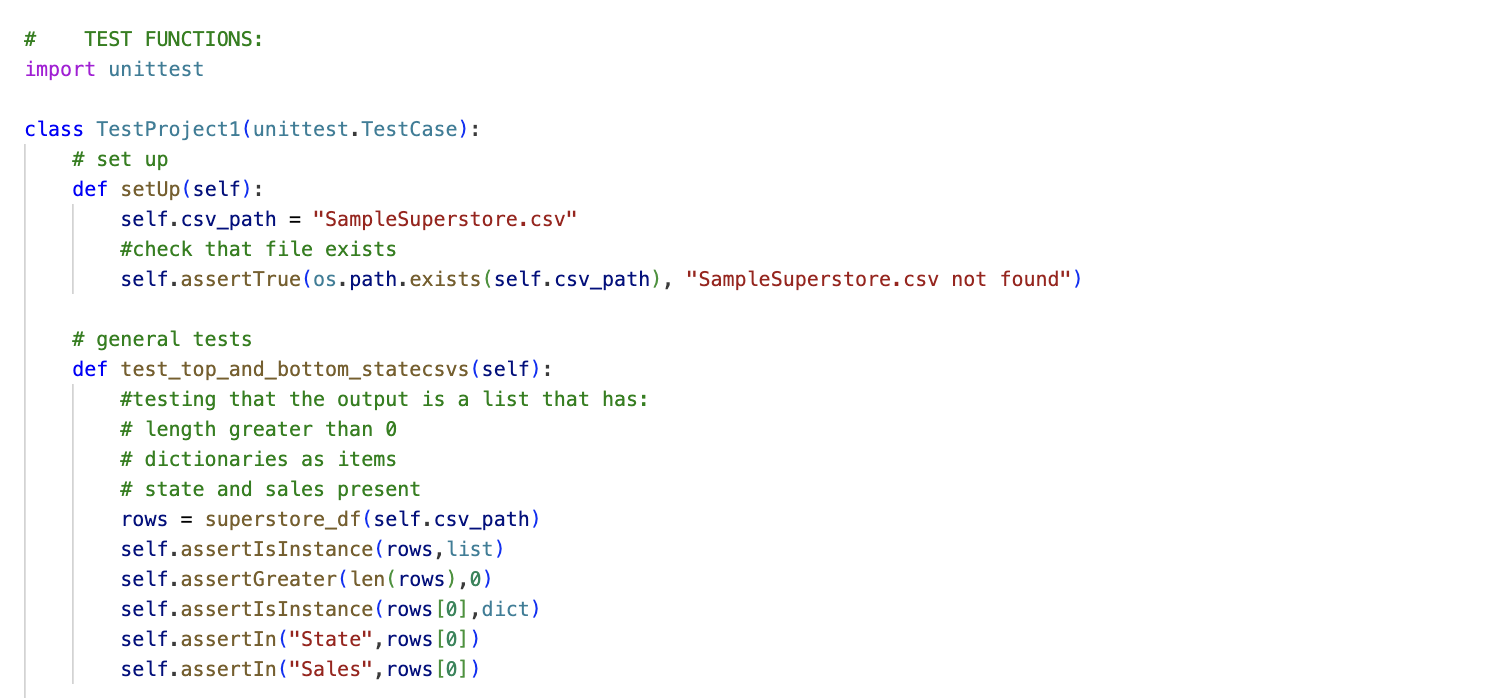 #    TEST FUNCTIONS:
import unittest

class TestProject1(unittest.TestCase):
    # set up
    def setUp(self):
        self.csv_path = "SampleSuperstore.csv"
        #check that file exists
        self.assertTrue(os.path.exists(self.csv_path), "SampleSuperstore.csv not found")

    # general tests
    def test_top_and_bottom_statecsvs(self):
        #testing that the output is a list that has:
        # length greater than 0
        # dictionaries as items
        # state and sales present
        rows = superstore_df(self.csv_path)
        self.assertIsInstance(rows,list)
        self.assertGreater(len(rows),0)
        self.assertIsInstance(rows[0],dict)
        self.assertIn("State",rows[0])
        self.assertIn("Sales",rows[0])